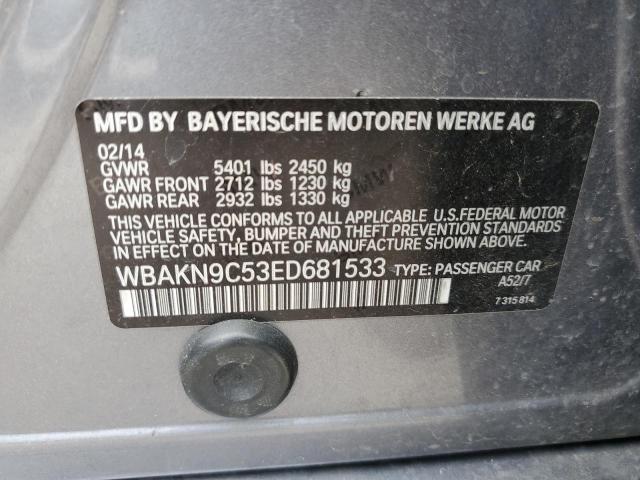 MFD BY BAYERISCHE MOTOREN WERKE AG
02/14
GVWR 5401 lbs 2450 kg
GAWR FRONT 2712 lbs 1230 kg
GAWR REAR 2932 lbs 1330 kg
THIS VEHICLE CONFORMS TO ALL APPLICABLE U.S.FEDERAL MOTOR
VEHICLE SAFETY, BUMPER AND THEFT PREVENTION STANDARDS
IN EFFECT ON THE DATE OF MANUFACTURE SHOWN ABOVE.
WBAKN9C53ED681533 TYPE: PASSENGER CAR
A52/7
7 315 814